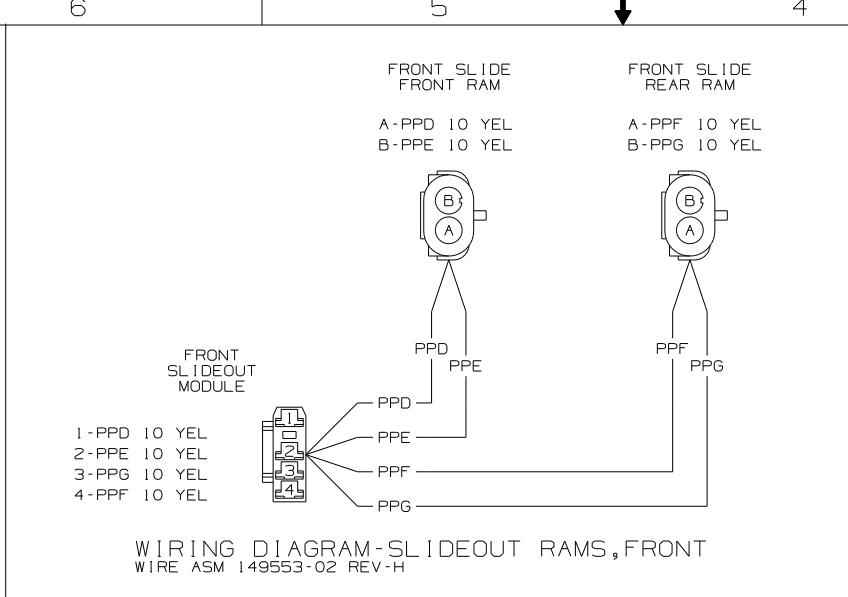 6 5 4
FRONT SLIDE
FRONT RAM
A-PPD 10 YEL
B-PPE 10 YEL
FRONT SLIDE
REAR RAM
A-PPF 10 YEL
B-PPG 10 YEL
B
A
B
A
PPD
PPE
PPF
PPG
FRONT
SLIDEOUT
MODULE
1-PPD 10 YEL
2-PPE 10 YEL
3-PPG 10 YEL
4-PPF 10 YEL
1
2
3
4
PPD
PPE
PPF
PPG
WIRING DIAGRAM-SLIDEOUT RAMS,FRONT
WIRE ASM 149553-02 REV-H